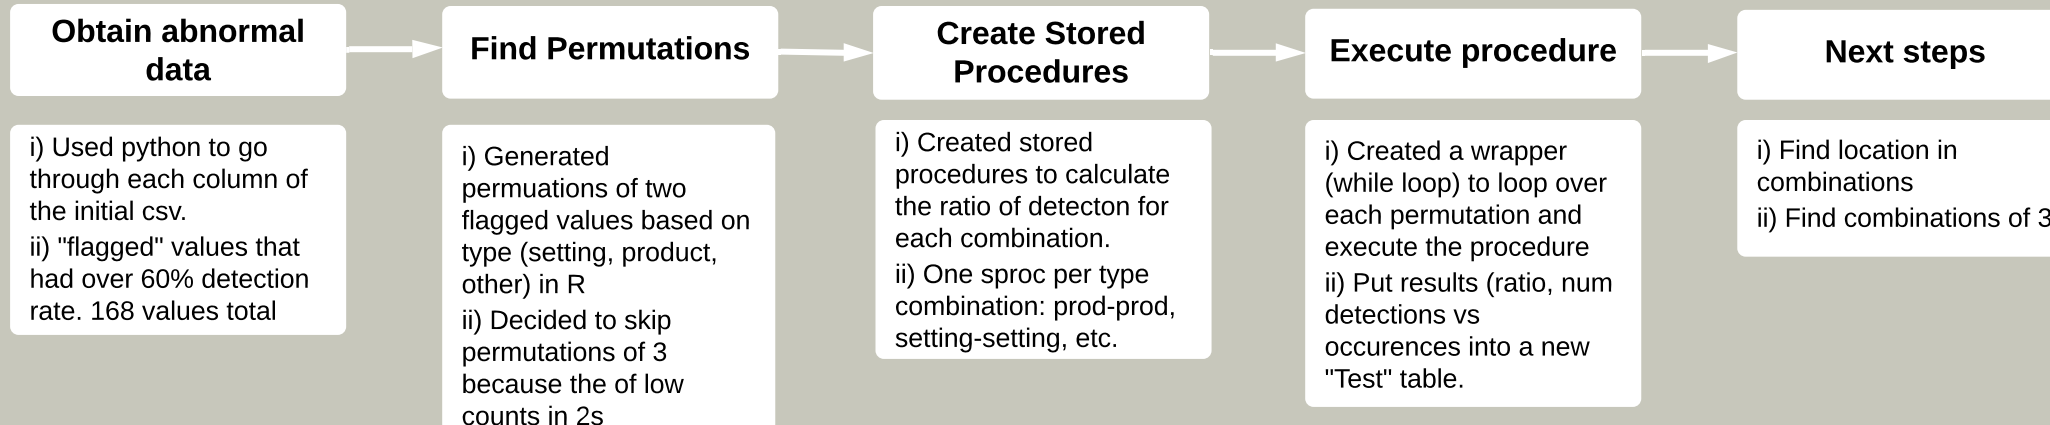 Obtain abnormal
data
Find Permutations
Create Stored
Procedures
Execute procedure
Next steps
i) Used python to go
through each column of
the initial csv.
ii) "flagged" values that
had over 60% detection
rate. 168 values total
i) Generated
permuations of two
flagged values based on
type (setting, product,
other) in R
ii) Decided to skip
permutations of 3
because the of low
counts in 2s
i) Created stored
procedures to calculate
the ratio of detecton for
each combination.
ii) One sproc per type
combination: prod-prod,
setting-setting, etc.
i) Created a wrapper
(while loop) to loop over
each permutation and
execute the procedure
ii) Put results (ratio, num
detections vs
occurences into a new
"Test" table.
i) Find location in
combinations
ii) Find combinations of 3